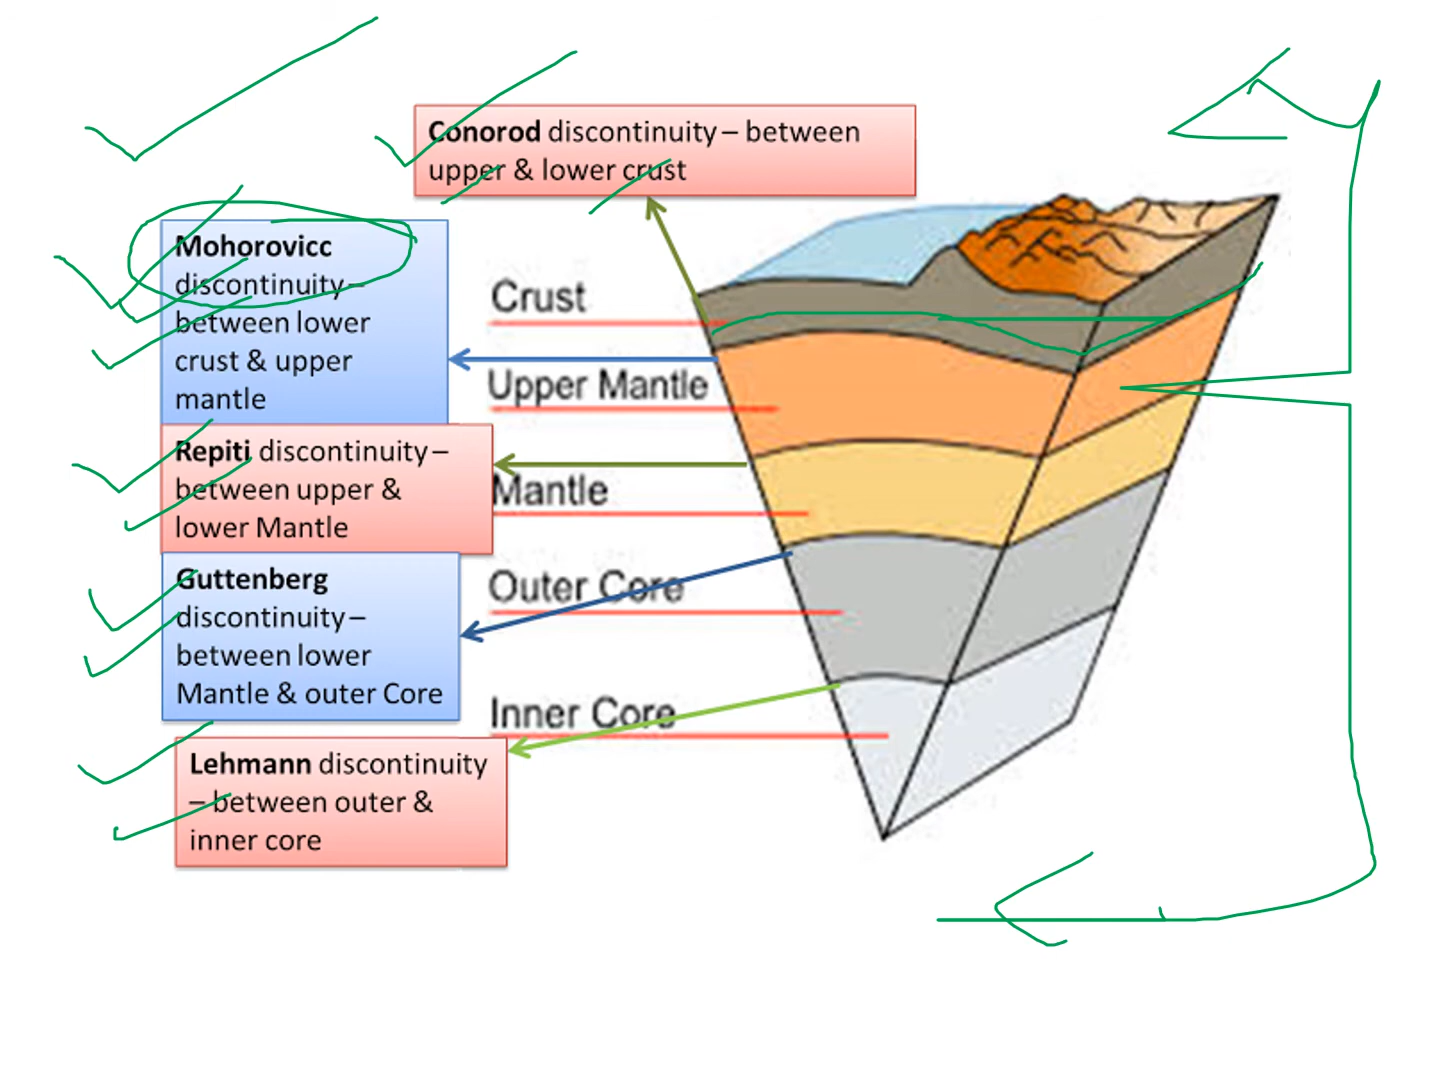 Conorod discontinuity – between
upper & lower crust
Mohorovicc
discontinuity –
between lower
crust & upper
mantle
Repiti discontinuity –
between upper &
lower Mantle
Guttenberg
discontinuity –
between lower
Mantle & outer Core
Lehmann discontinuity
– between outer &
inner core
Crust
Upper Mantle
Mantle
Outer Core
Inner Core